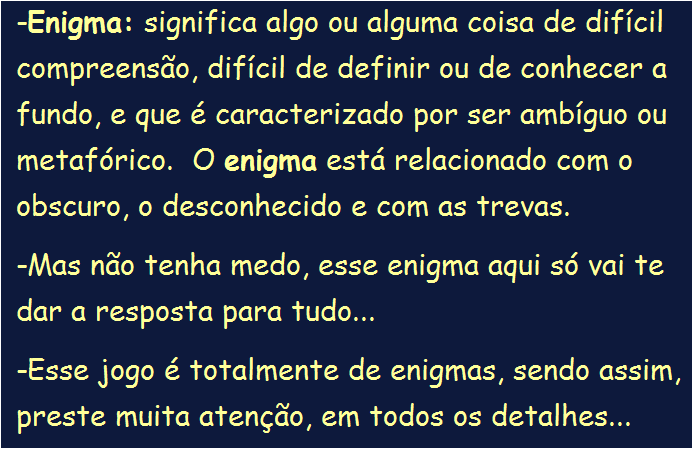 -Enigma: significa algo ou alguma coisa de difícil
compreensão, difícil de definir ou de conhecer a
fundo, e que é caracterizado por ser ambíguo ou
metafórico.  O enigma está relacionado com o
obscuro, o desconhecido e com as trevas.
-Mas não tenha medo, esse enigma aqui só vai te
dar a resposta para tudo...
-Esse jogo é totalmente de enigmas, sendo assim,
preste muita atenção, em todos os detalhes...